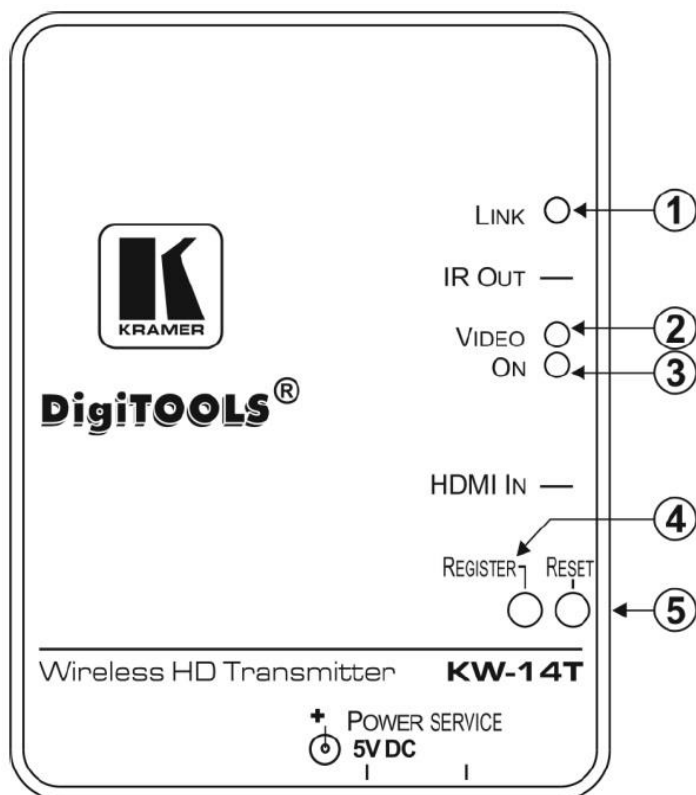 LINK
1
IR OUT
KRAMER
VIDEO
2
ON
3
DigiTOOLS®
HDMI IN
4
REGISTER RESET
5
Wireless HD Transmitter KW-14T
+ POWER SERVICE
5V DC